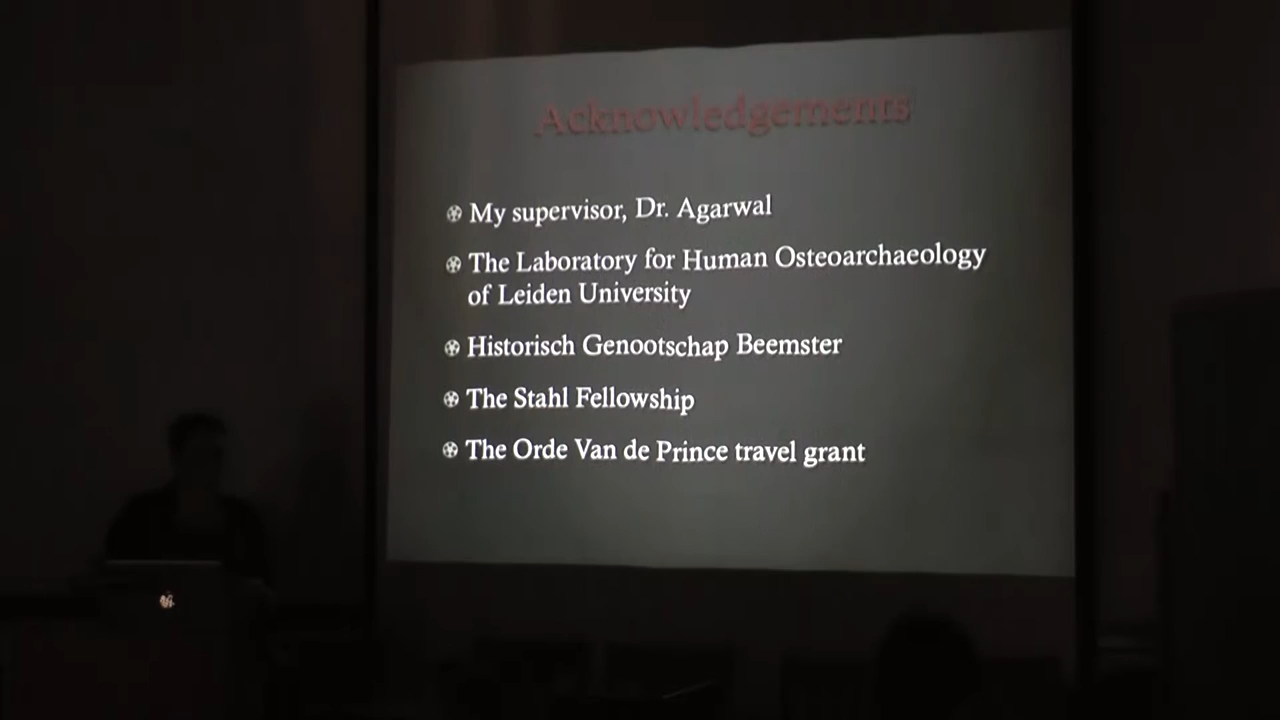 Acknowledgements
My supervisor, Dr. Agarwal
The Laboratory for Human Osteoarchaeology
of Leiden University
Historisch Genootschap Beemster
The Stahl Fellowship
The Orde Van de Prince travel grant